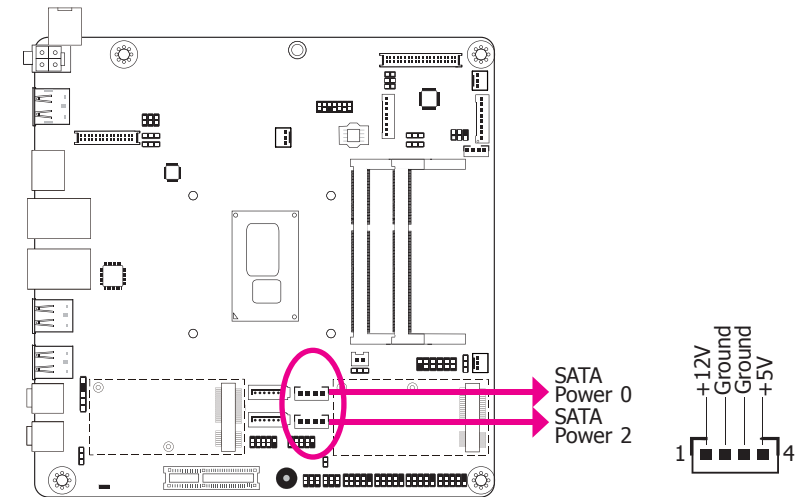 SATA
Power 0
SATA
Power 2
+12V
Ground
Ground
+5V
1
4